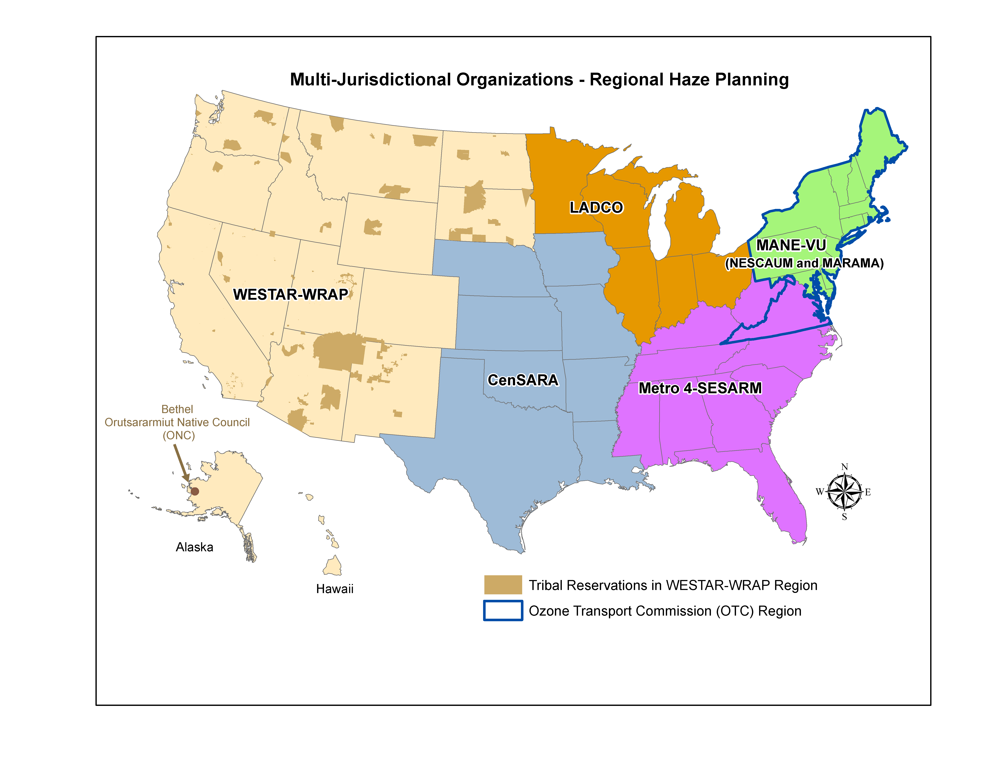 Multi-Jurisdictional Organizations - Regional Haze Planning
LADCO
MANE-VU
(NESCAUM and MARAMA)
WESTAR-WRAP
CenSARA
Metro 4-SESARM
Bethel
Orutsararmiut Native Council
(ONC)
N
W
E
S
Alaska
Hawaii
Tribal Reservations in WESTAR-WRAP Region
Ozone Transport Commission (OTC) Region